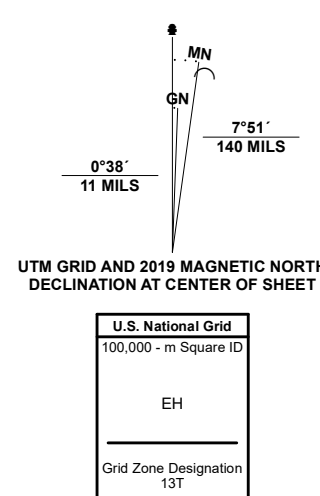 MN
GN
7°51´
140 MILS
0°38´
11 MILS
UTM GRID AND 2019 MAGNETIC NORTH
DECLINATION AT CENTER OF SHEET
U.S. National Grid
100,000 - m Square ID
EH
Grid Zone Designation
13T